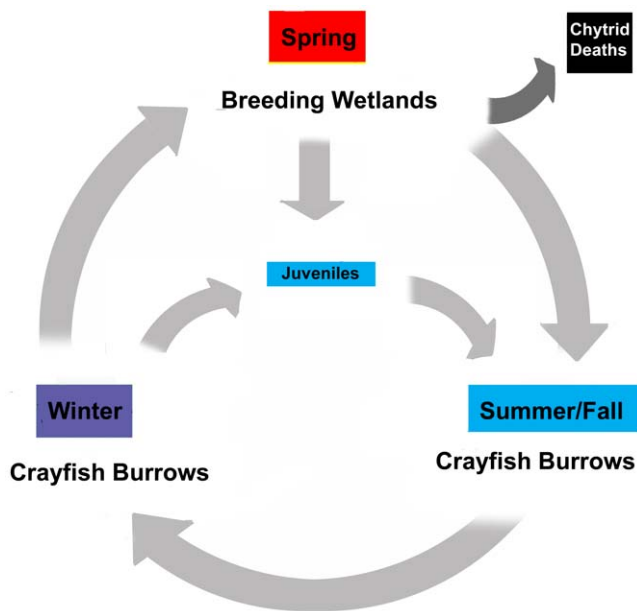 Spring
Chytrid
Deaths
Breeding Wetlands
Juveniles
Winter
Summer/Fall
Crayfish Burrows
Crayfish Burrows